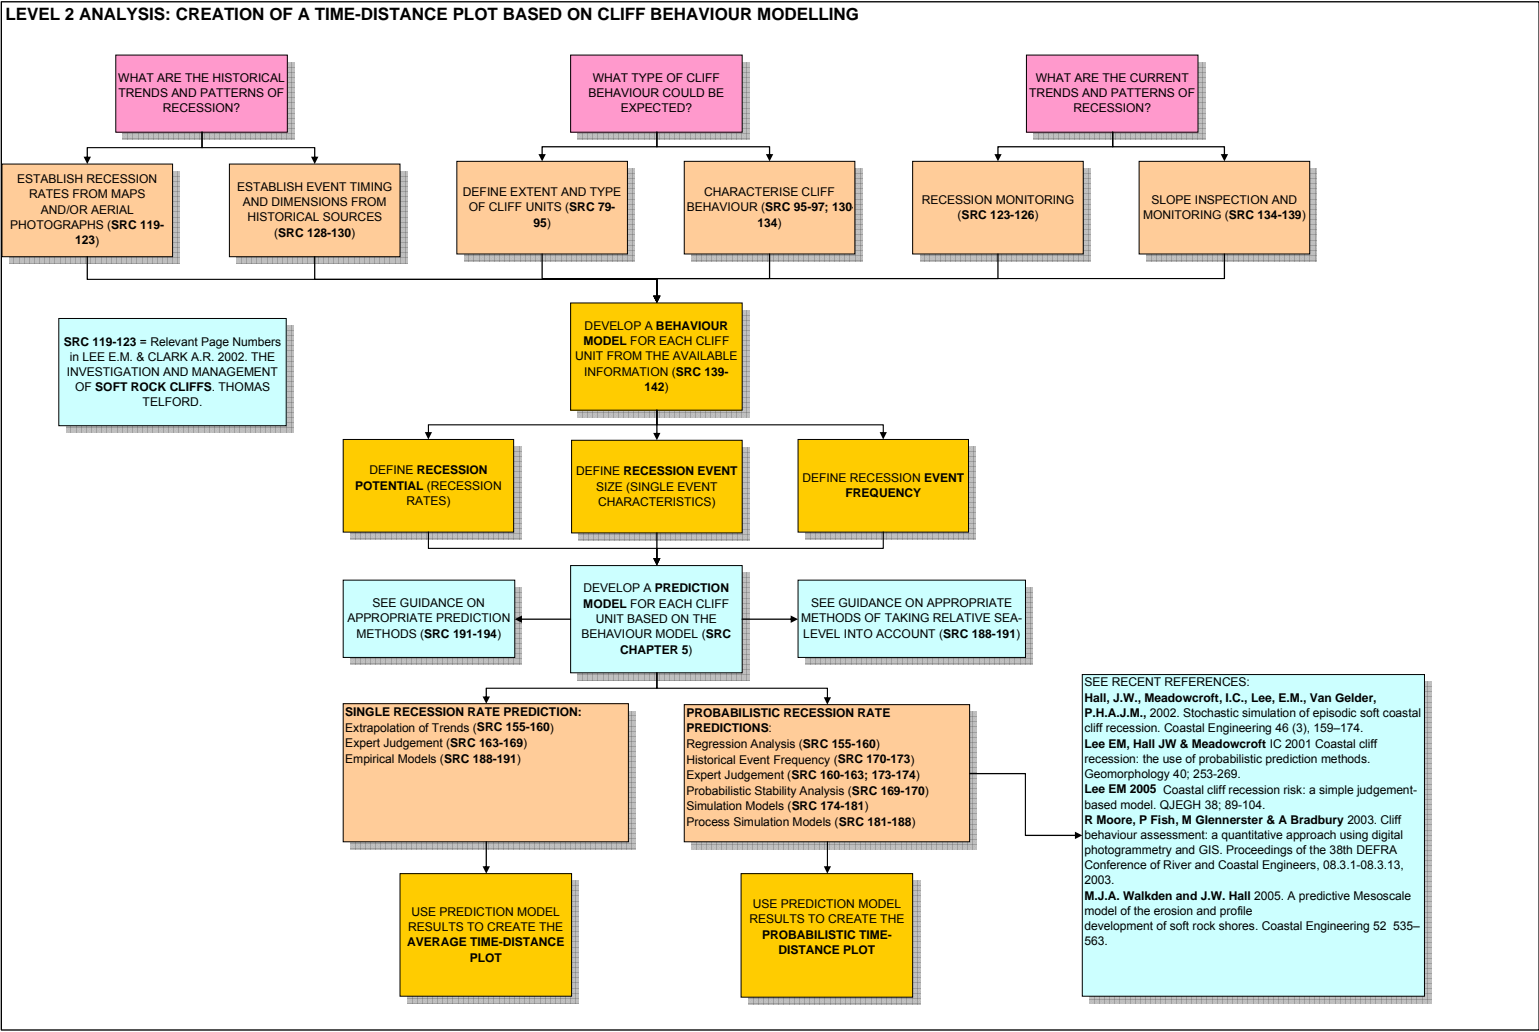 LEVEL 2 ANALYSIS: CREATION OF A TIME-DISTANCE PLOT BASED ON CLIFF BEHAVIOUR MODELLING
WHAT ARE THE HISTORICAL
TRENDS AND PATTERNS OF
RECESSION?
WHAT TYPE OF CLIFF
BEHAVIOUR COULD BE
EXPECTED?
WHAT ARE THE CURRENT
TRENDS AND PATTERNS OF
RECESSION?
ESTABLISH RECESSION
RATES FROM MAPS
AND/OR AERIAL
PHOTOGRAPHS (SRC 119-
123)
ESTABLISH EVENT TIMING
AND DIMENSIONS FROM
HISTORICAL SOURCES
(SRC 128-130)
DEFINE EXTENT AND TYPE
OF CLIFF UNITS (SRC 79-
95)
CHARACTERISE CLIFF
BEHAVIOUR (SRC 95-97; 130-
134)
RECESSION MONITORING
(SRC 123-126)
SLOPE INSPECTION AND
MONITORING (SRC 134-139)
SRC 119-123 = Relevant Page Numbers
in LEE E.M. & CLARK A.R. 2002. THE
INVESTIGATION AND MANAGEMENT
OF SOFT ROCK CLIFFS. THOMAS
TELFORD.
DEVELOP A BEHAVIOUR
MODEL FOR EACH CLIFF
UNIT FROM THE AVAILABLE
INFORMATION (SRC 139-
142)
DEFINE RECESSION
POTENTIAL (RECESSION
RATES)
DEFINE RECESSION EVENT
SIZE (SINGLE EVENT
CHARACTERISTICS)
DEFINE RECESSION EVENT
FREQUENCY
SEE GUIDANCE ON
APPROPRIATE PREDICTION
METHODS (SRC 191-194)
DEVELOP A PREDICTION
MODEL FOR EACH CLIFF
UNIT BASED ON THE
BEHAVIOUR MODEL (SRC
CHAPTER 5)
SEE GUIDANCE ON APPROPRIATE
METHODS OF TAKING RELATIVE SEA-
LEVEL INTO ACCOUNT (SRC 188-191)
SINGLE RECESSION RATE PREDICTION:
Extrapolation of Trends (SRC 155-160)
Expert Judgement (SRC 163-169)
Empirical Models (SRC 188-191)
PROBABILISTIC RECESSION RATE
PREDICTIONS:
Regression Analysis (SRC 155-160)
Historical Event Frequency (SRC 170-173)
Expert Judgement (SRC 160-163; 173-174)
Probabilistic Stability Analysis (SRC 169-170)
Simulation Models (SRC 174-181)
Process Simulation Models (SRC 181-188)
SEE RECENT REFERENCES:
Hall, J.W., Meadowcroft, I.C., Lee, E.M., Van Gelder,
P.H.A.J.M., 2002. Stochastic simulation of episodic soft coastal
cliff recession. Coastal Engineering 46 (3), 159–174.
Lee EM, Hall JW & Meadowcroft IC 2001 Coastal cliff
recession: the use of probabilistic prediction methods.
Geomorphology 40; 253-269.
Lee EM 2005 Coastal cliff recession risk: a simple judgement-
based model. QJEGH 38; 89-104.
R Moore, P Fish, M Glennerster & A Bradbury 2003. Cliff
behaviour assessment: a quantitative approach using digital
photogrammetry and GIS. Proceedings of the 38th DEFRA
Conference of River and Coastal Engineers, 08.3.1-08.3.13,
2003.
M.J.A. Walkden and J.W. Hall 2005. A predictive Mesoscale
model of the erosion and profile
development of soft rock shores. Coastal Engineering 52 535–
563.
USE PREDICTION MODEL
RESULTS TO CREATE THE
AVERAGE TIME-DISTANCE
PLOT
USE PREDICTION MODEL
RESULTS TO CREATE THE
PROBABILISTIC TIME-
DISTANCE PLOT